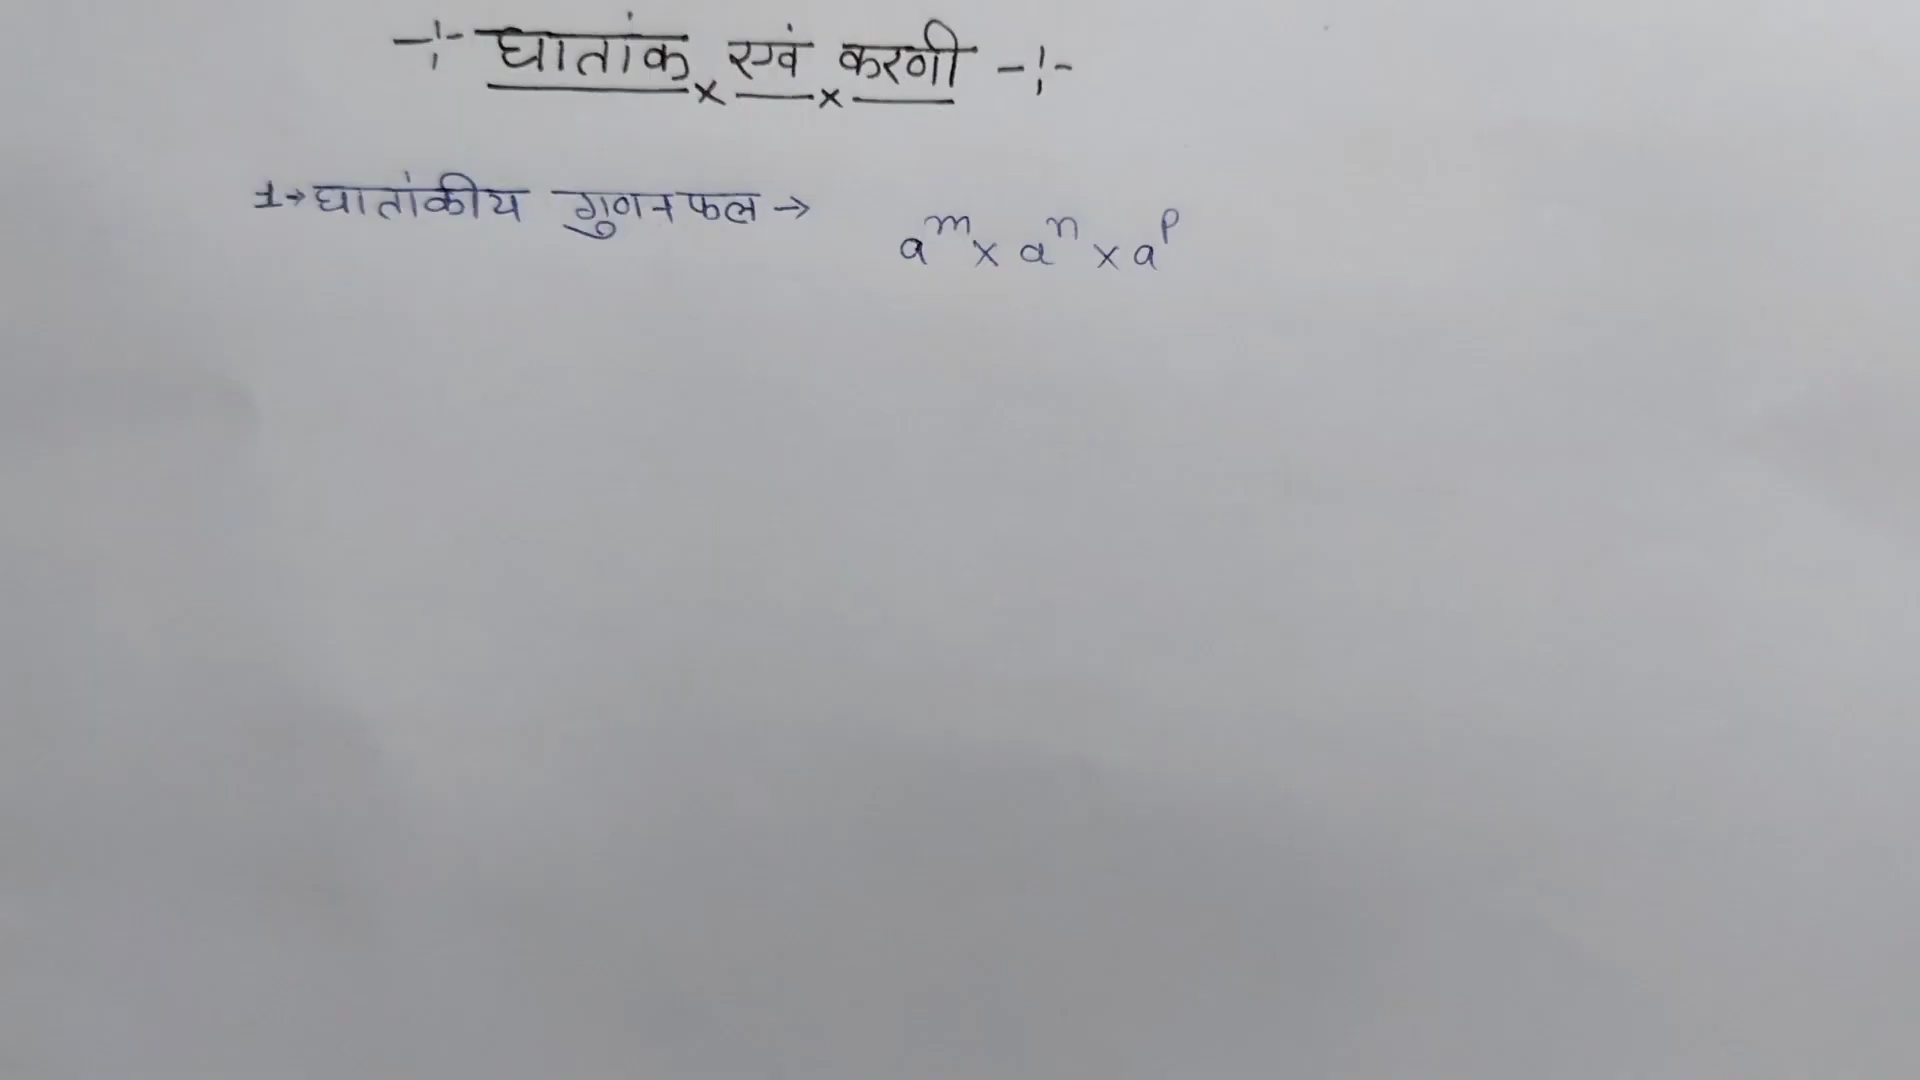 -:- घातांक एवं करणी -:-
1→ घातांकीय गुणनफल → aᵐ × aⁿ × aᵖ